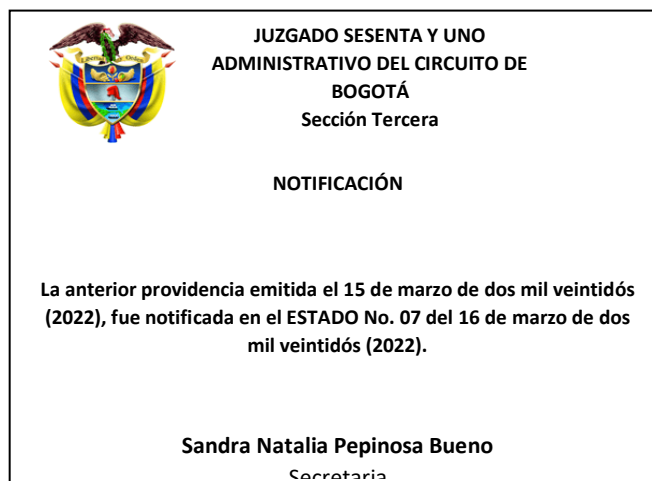 JUZGADO SESENTA Y UNO
ADMINISTRATIVO DEL CIRCUITO DE
BOGOTÁ
Sección Tercera
NOTIFICACIÓN
La anterior providencia emitida el 15 de marzo de dos mil veintidós
(2022), fue notificada en el ESTADO No. 07 del 16 de marzo de dos
mil veintidós (2022).
Sandra Natalia Pepinosa Bueno
Secretaria